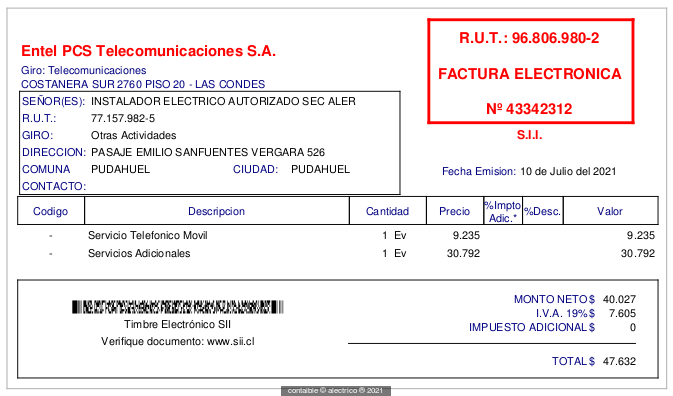 Entel PCS Telecomunicaciones S.A.
Giro: Telecomunicaciones
COSTANERA SUR 2760 PISO 20 - LAS CONDES
R.U.T.: 96.806.980-2
FACTURA ELECTRONICA
Nº 43342312
S.I.I.
SEÑOR(ES): INSTALADOR ELECTRICO AUTORIZADO SEC ALER
R.U.T.: 77.157.982-5
GIRO: Otras Actividades
DIRECCION: PASAJE EMILIO SANFUENTES VERGARA 526
COMUNA PUDAHUEL CIUDAD: PUDAHUEL
CONTACTO:
Fecha Emision: 10 de Julio del 2021
Codigo Descripcion Cantidad Precio %Impto Adic.* %Desc. Valor
- Servicio Telefonico Movil 1 Ev 9.235 9.235
- Servicios Adicionales 1 Ev 30.792 30.792
Timbre Electrónico SII
Verifique documento: www.sii.cl
MONTO NETO $ 40.027
I.V.A. 19% $ 7.605
IMPUESTO ADICIONAL $ 0
TOTAL $ 47.632
contaible © alectrico ® 2021